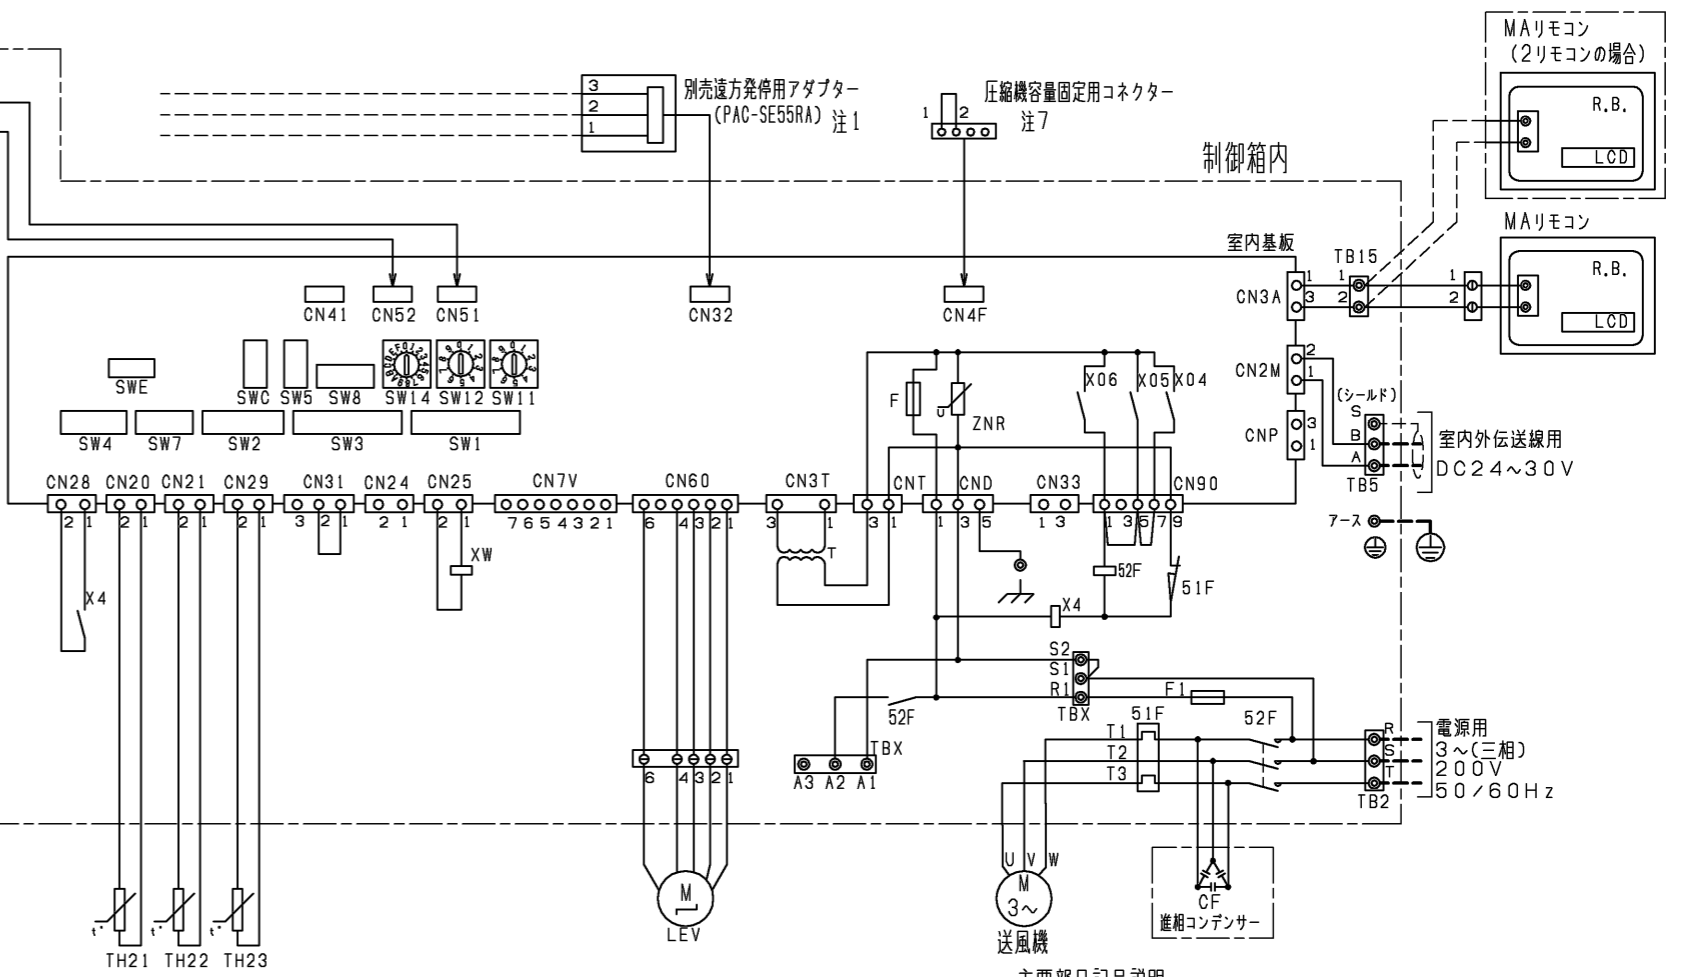 MAリモコン
(2リモコンの場合)
R.B.
LCD
3
2
1
別売遠方発停用アダプター
(PAC-SE55RA) 注1
1 2
圧縮機容量固定用コネクター
注7
制御箱内
MAリモコン
R.B.
LCD
室内基板
TB15
CN3A
1 1 1
3 2 2
CN41 CN52 CN51 CN32 CN4F
SWE SWC SW5 SW8 SW14 SW12 SW11
SW4 SW7 SW2 SW3 SW1
F
U
ZNR
X06 X05 X04
CN2M
2
1
CNP
3
1
(シールド)
S
B
A
TB5
室内外伝送線用
DC24~30V
アース
CN28 CN20 CN21 CN29 CN31 CN24 CN25 CN7V CN60 CN3T CNT CND CN33 CN90
2 1 2 1 2 1 2 1 3 2 1 2 1 2 1 7 6 5 4 3 2 1 6 4 3 2 1 3 1 3 1 1 3 5 1 3 1 3 5 7 9
X4
XW
T
52F
51F
X4
S2
S1
R1
TBX
F1
52F
TBX
A3 A2 A1
51F
52F
T1
T2
T3
R
S
T
TB2
電源用
3~(三相)
200V
50/60Hz
6 4 3 2 1
M
LEV
U V W
M
3~
送風機
CF
進相コンデンサー
t° t° t°
TH21 TH22 TH23